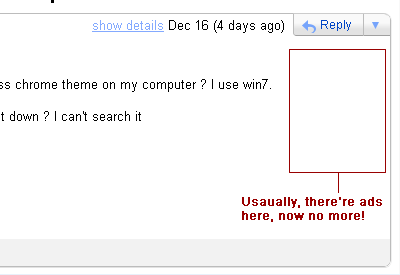 show details Dec 16 (4 days ago) Reply
ss chrome theme on my computer ? I use win7.
t down ? I can't search it
Usaually, there're ads
here, now no more!